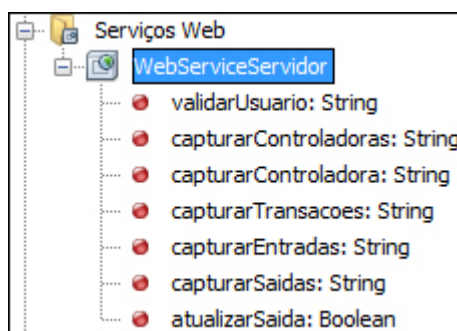 Serviços Web
WebServiceServidor
validarUsuario: String
capturarControladoras: String
capturarControladora: String
capturarTransacoes: String
capturarEntradas: String
capturarSaidas: String
atualizarSaida: Boolean